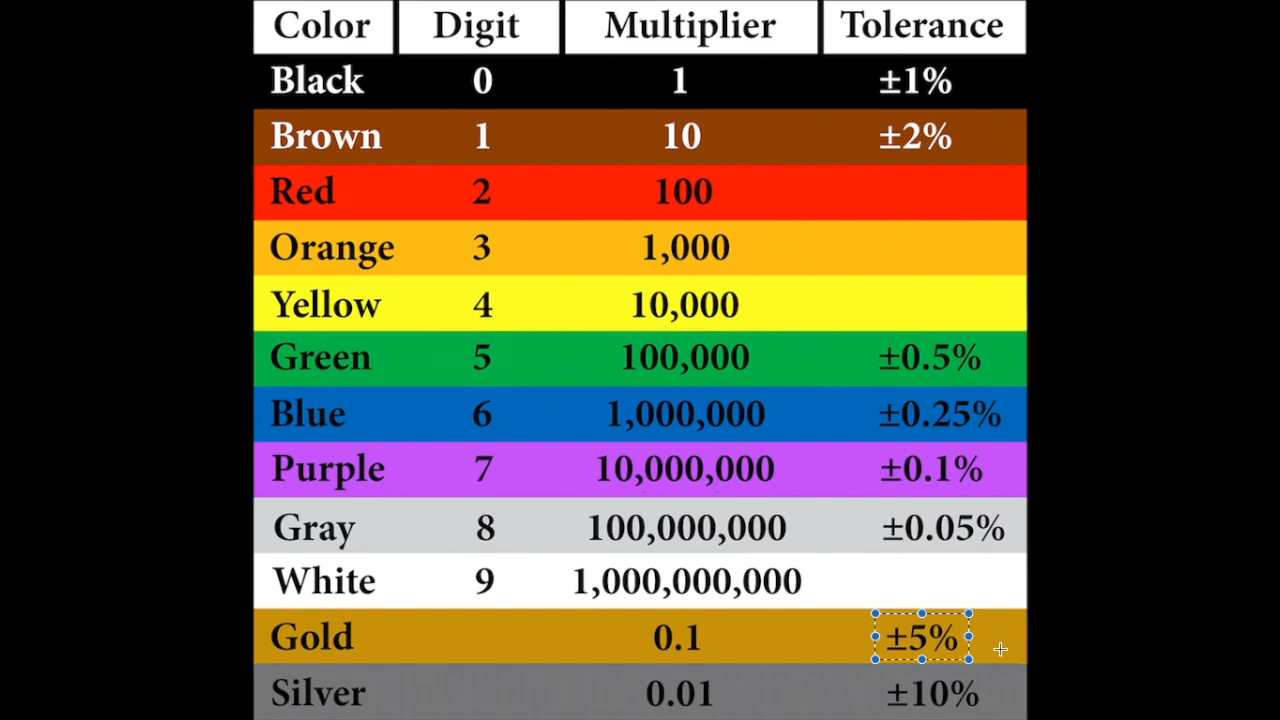 Color Digit Multiplier Tolerance
Black 0 1 ±1%
Brown 1 10 ±2%
Red 2 100
Orange 3 1,000
Yellow 4 10,000
Green 5 100,000 ±0.5%
Blue 6 1,000,000 ±0.25%
Purple 7 10,000,000 ±0.1%
Gray 8 100,000,000 ±0.05%
White 9 1,000,000,000
Gold 0.1 ±5%
Silver 0.01 ±10%